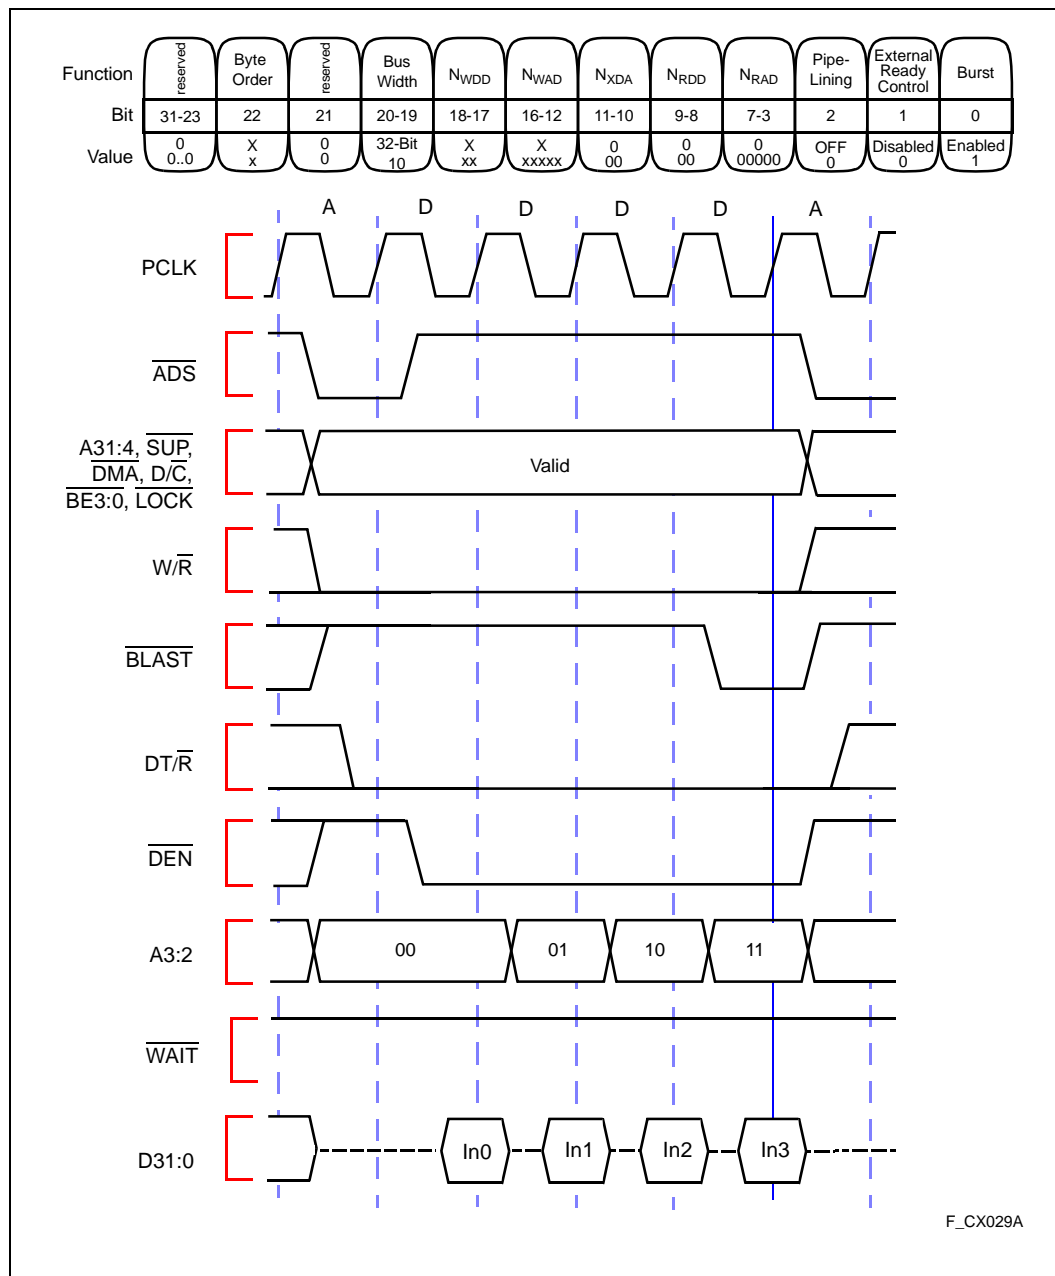 Function reserved Byte Order reserved Bus Width NWDD NWAD NXDA NRDD NRAD Pipe-Lining External Ready Control Burst
Bit 31-23 22 21 20-19 18-17 16-12 11-10 9-8 7-3 2 1 0
Value 0 X 0 32-Bit X X 0 0 0 OFF Disabled Enabled
0..0 x 0 10 xx xxxxx 00 00 00000 0 0 1
A D D D D A
PCLK
ADS
A31:4, SUP,
DMA, D/C,
BE3:0, LOCK
Valid
W/R
BLAST
DT/R
DEN
A3:2 00 01 10 11
WAIT
D31:0 In0 In1 In2 In3
F_CX029A